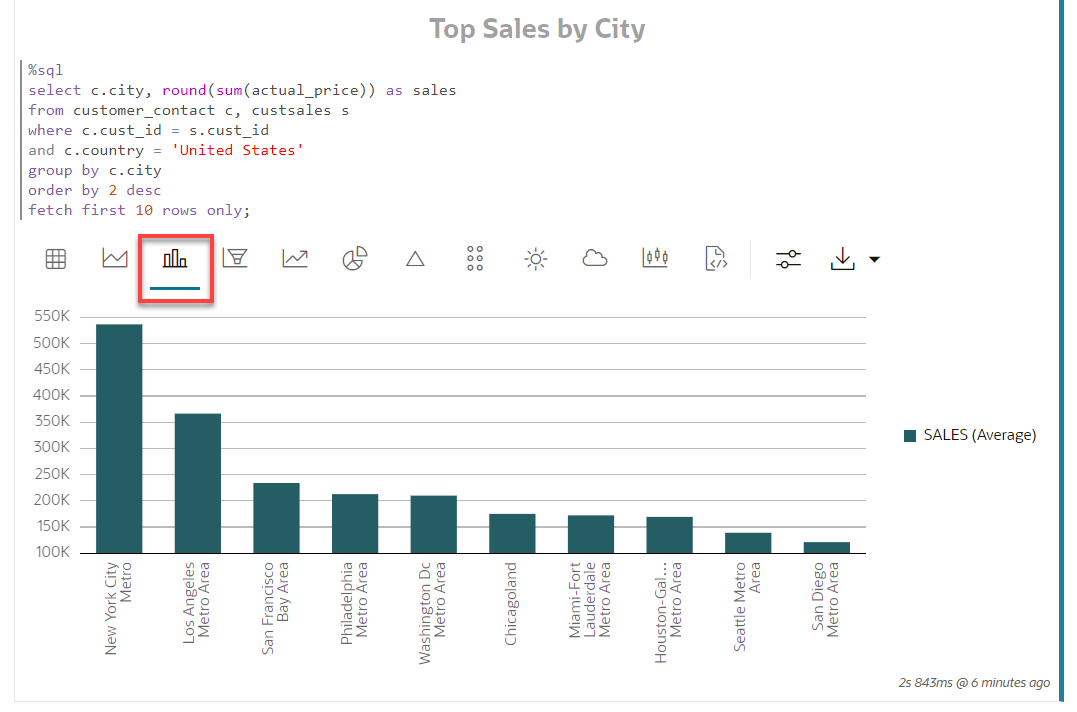 Top Sales by City
%sql
select c.city, round(sum(actual_price)) as sales
from customer_contact c, custsales s
where c.cust_id = s.cust_id
and c.country = 'United States'
group by c.city
order by 2 desc
fetch first 10 rows only;
550K
500K
450K
400K
350K
300K
250K
200K
150K
100K
SALES (Average)
New York City
Metro
Los Angeles
Metro Area
San Francisco
Bay Area
Philadelphia
Metro Area
Washington Dc
Metro Area
Chicagoland
Miami-Fort
Lauderdale
Metro Area
Houston-Gal...
Metro Area
Seattle Metro
Area
San Diego
Metro Area
2s 843ms @ 6 minutes ago